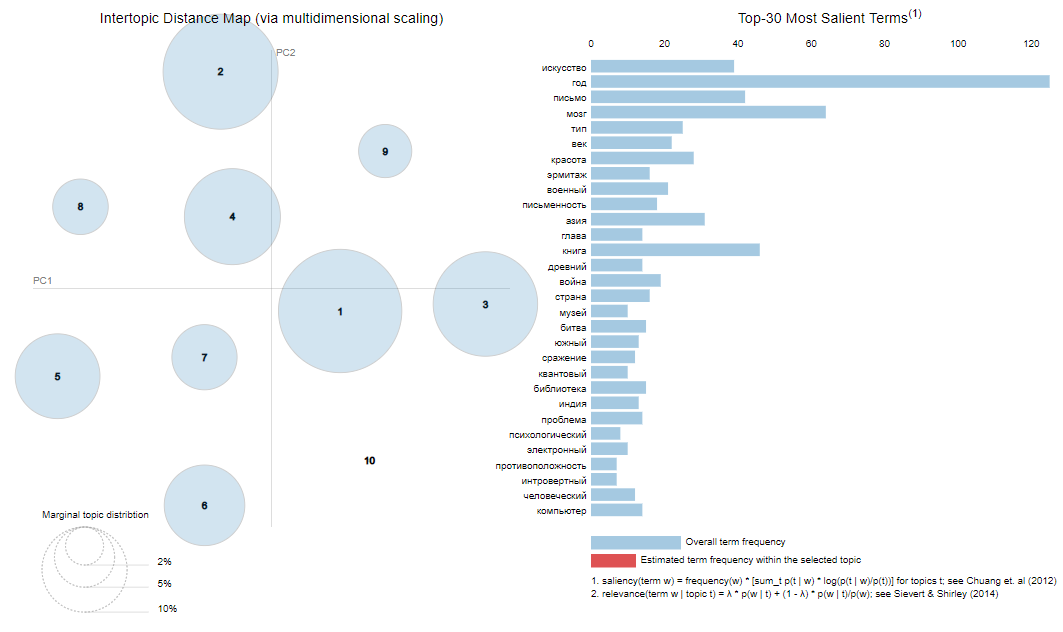 Intertopic Distance Map (via multidimensional scaling)
PC2
PC1
2
9
8
4
1
3
7
5
10
6
Marginal topic distribtion
2%
5%
10%
Top-30 Most Salient Terms(1)
0 20 40 60 80 100 120
искусство
год
письмо
мозг
тип
век
красота
эрмитаж
военный
письменность
азия
глава
книга
древний
война
страна
музей
битва
южный
сражение
квантовый
библиотека
индия
проблема
психологический
электронный
противоположность
интровертный
человеческий
компьютер
Overall term frequency
Estimated term frequency within the selected topic
1. saliency(term w) = frequency(w) * [sum_t p(t | w) * log(p(t | w)/p(t))] for topics t; see Chuang et. al (2012)
2. relevance(term w | topic t) = λ * p(w | t) + (1 - λ) * p(w | t)/p(w); see Sievert & Shirley (2014)